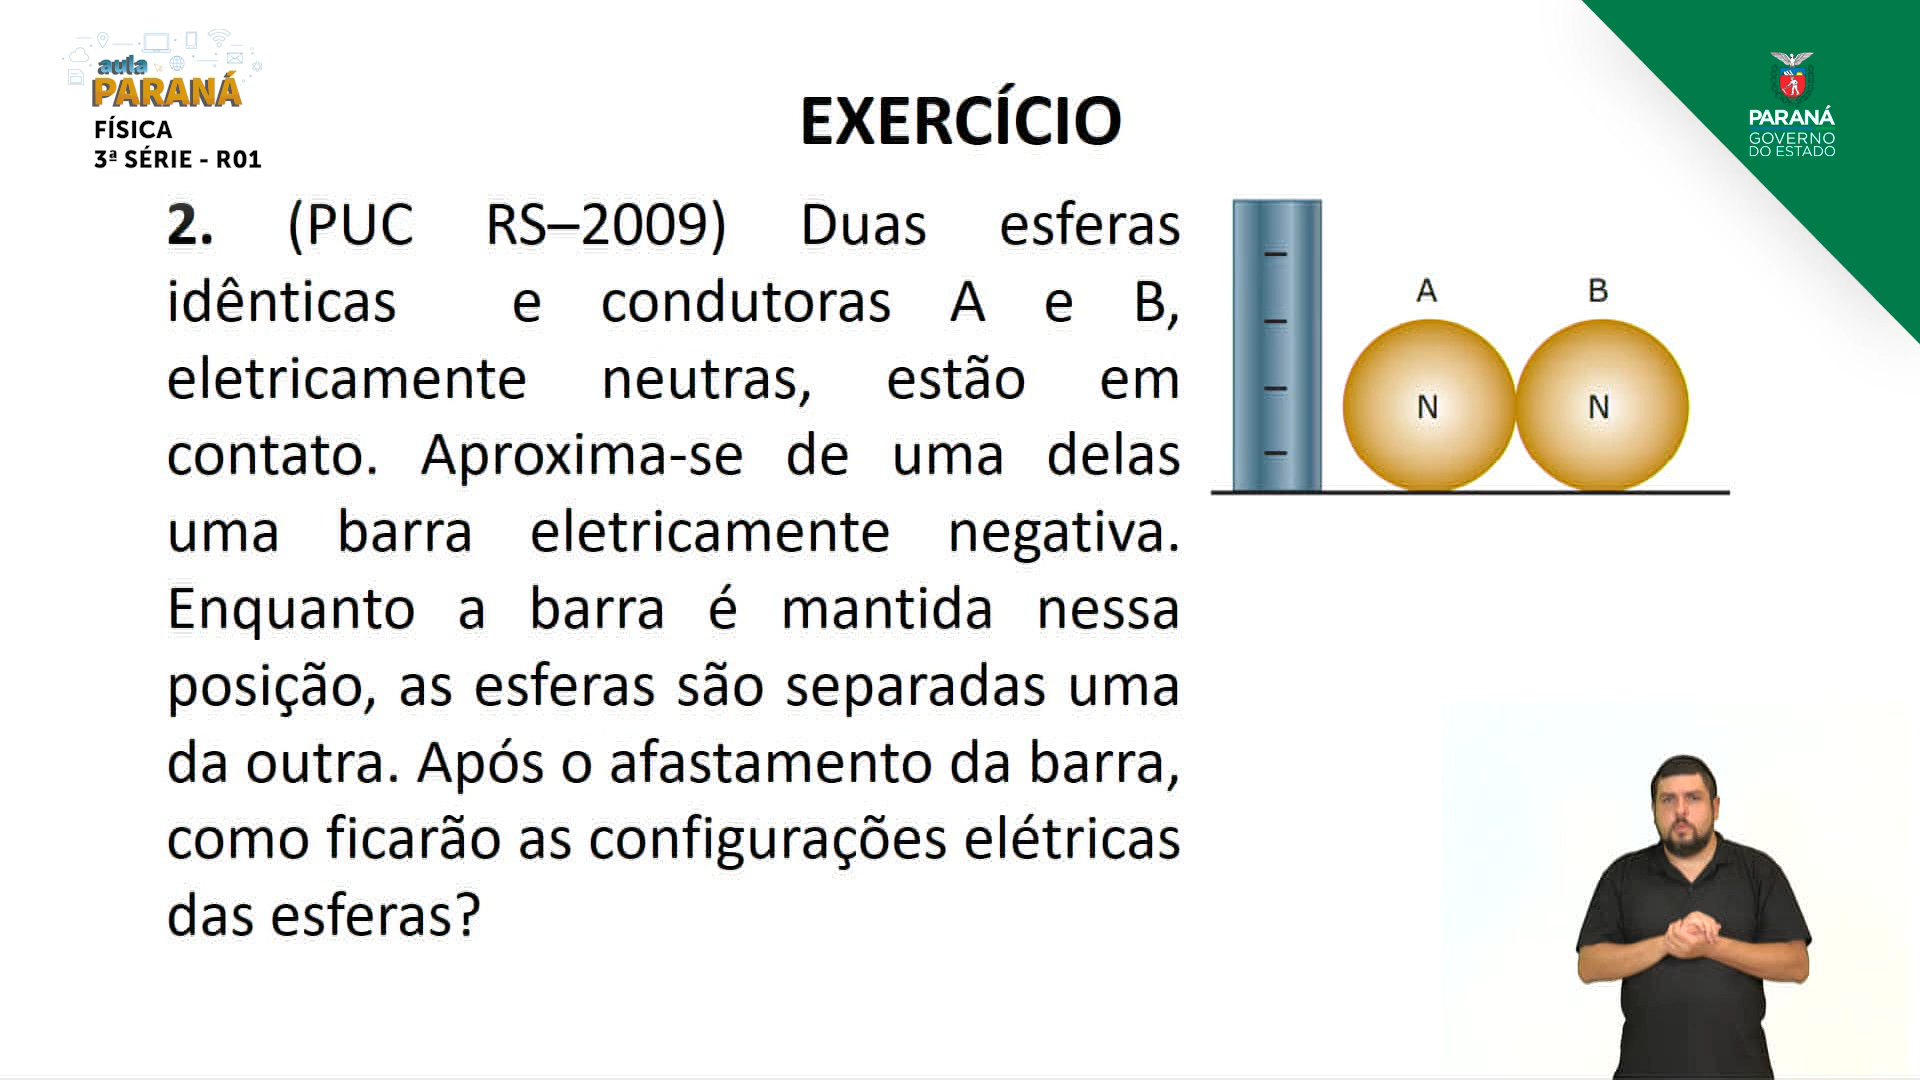 aula
PARANÁ
FÍSICA
3ª SÉRIE - R01
EXERCÍCIO
PARANÁ
GOVERNO
DO ESTADO
2. (PUC RS–2009) Duas esferas
idênticas e condutoras A e B,
eletricamente neutras, estão em
contato. Aproxima-se de uma delas
uma barra eletricamente negativa.
Enquanto a barra é mantida nessa
posição, as esferas são separadas uma
da outra. Após o afastamento da barra,
como ficarão as configurações elétricas
das esferas?
A B
N N